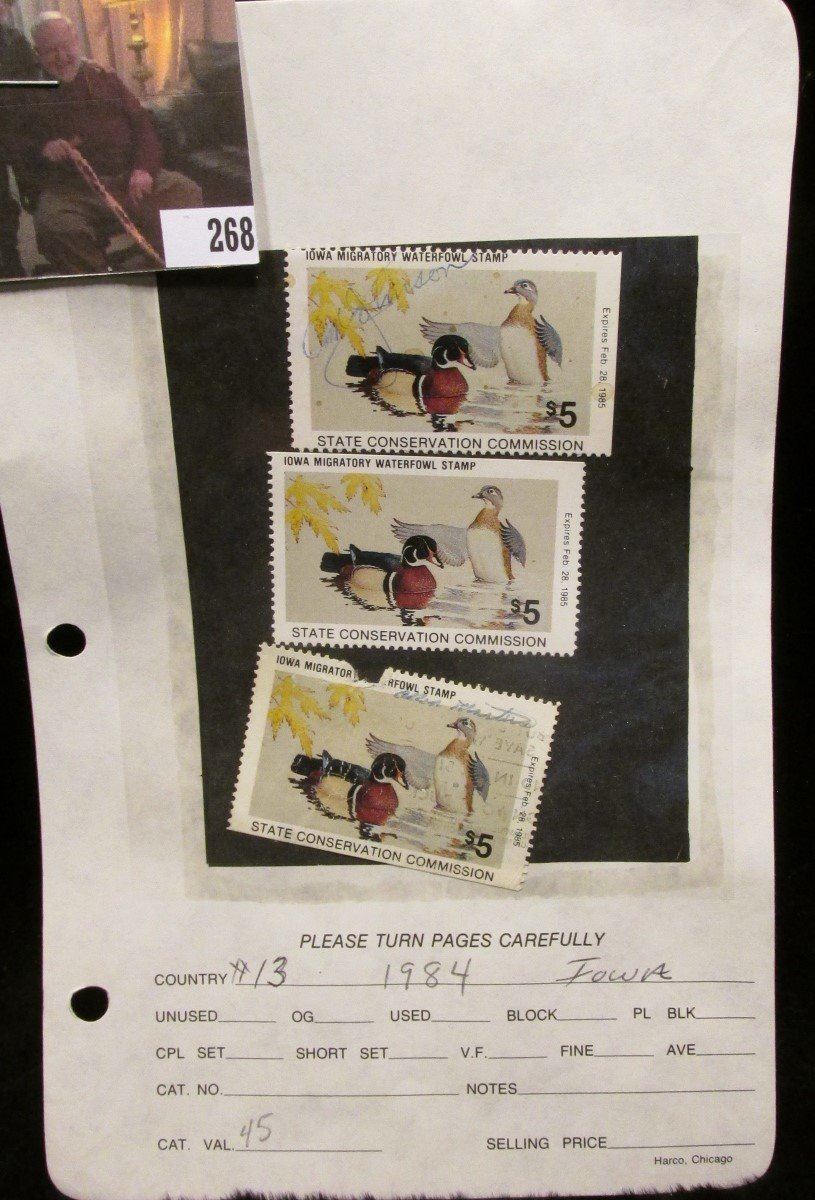 268
IOWA MIGRATORY WATERFOWL STAMP
Expires Feb. 28, 1985
$5
STATE CONSERVATION COMMISSION
IOWA MIGRATORY WATERFOWL STAMP
Expires Feb. 28, 1985
$5
STATE CONSERVATION COMMISSION
IOWA MIGRATOR RFOWL STAMP
Expires Feb. 28, 1985
$5
STATE CONSERVATION COMMISSION
PLEASE TURN PAGES CAREFULLY
COUNTRY #13 1984 Iowa
UNUSED OG USED BLOCK PL BLK
CPL SET SHORT SET V.F. FINE AVE
CAT. NO. NOTES
CAT. VAL. 45 SELLING PRICE
Harco, Chicago